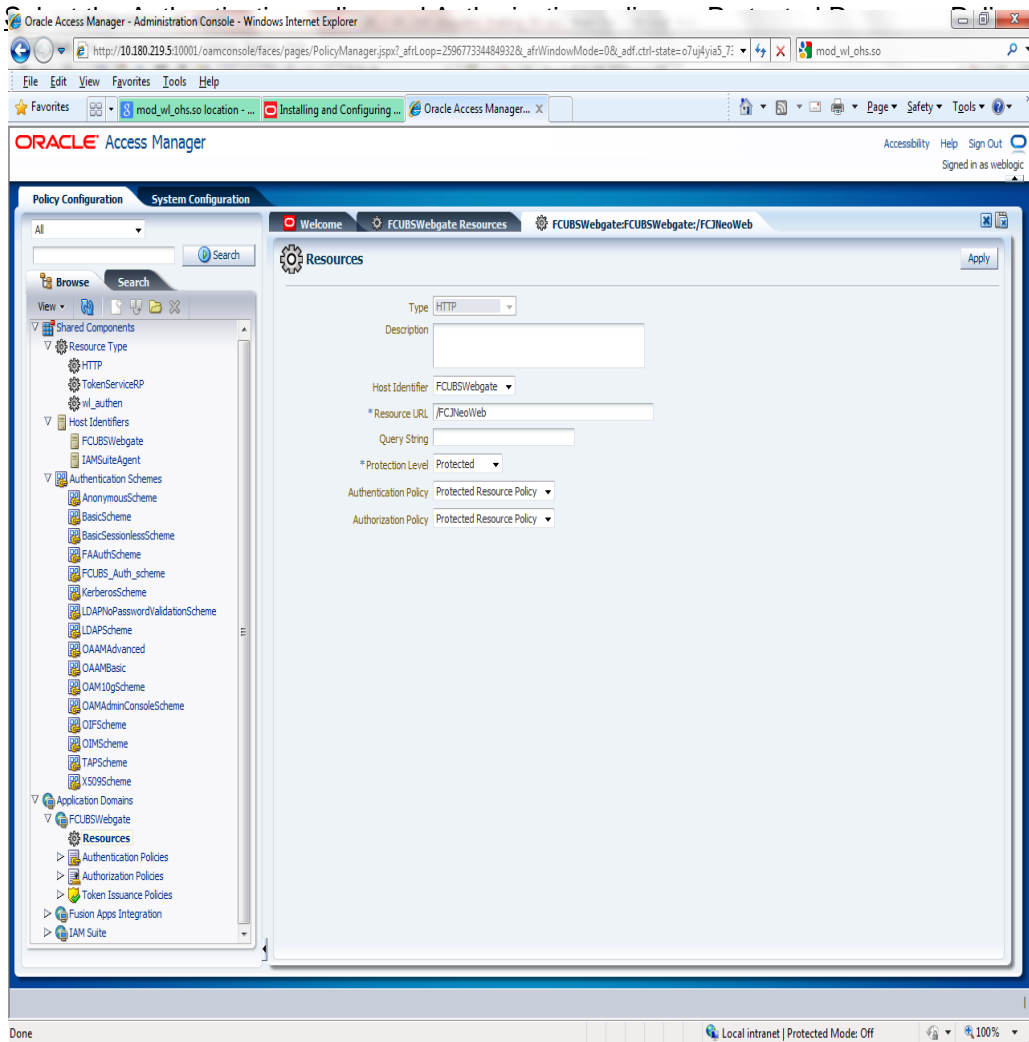 Oracle Access Manager - Administration Console - Windows Internet Explorer
http://10.180.219.5:10001/oamconsole/faces/pages/PolicyManager.jspx?_afrLoop=259677334484932&_afrWindowMode=0&_adf.ctrl-state=o7uj4yia5_7
mod_wl_ohs.so
File Edit View Favorites Tools Help
Favorites
mod_wl_ohs.so location - ...
Installing and Configuring ...
Oracle Access Manager... X
Page Safety Tools
ORACLE Access Manager
Accessibility Help Sign Out
Signed in as weblogic
Policy Configuration System Configuration
All
Search
Browse Search
View
Shared Components
Resource Type
HTTP
TokenServiceRP
wl_authen
Host Identifiers
FCUBSWebgate
IAMSuiteAgent
Authentication Schemes
AnonymousScheme
BasicScheme
BasicSessionlessScheme
FAAuthScheme
FCUBS_Auth_scheme
KerberosScheme
LDAPNoPasswordValidationScheme
LDAPScheme
OAAMAdvanced
OAAMBasic
OAM10gScheme
OAMAdminConsoleScheme
OIFScheme
OIMScheme
TAPScheme
X509Scheme
Application Domains
FCUBSWebgate
Resources
Authentication Policies
Authorization Policies
Token Issuance Policies
Fusion Apps Integration
IAM Suite
Welcome
FCUBSWebgate Resources
FCUBSWebgate:FCUBSWebgate:/FCJNeoWeb
Resources
Apply
Type HTTP
Description
Host Identifier FCUBSWebgate
* Resource URL /FCJNeoWeb
Query String
* Protection Level Protected
Authentication Policy Protected Resource Policy
Authorization Policy Protected Resource Policy
Done
Local intranet | Protected Mode: Off
100%